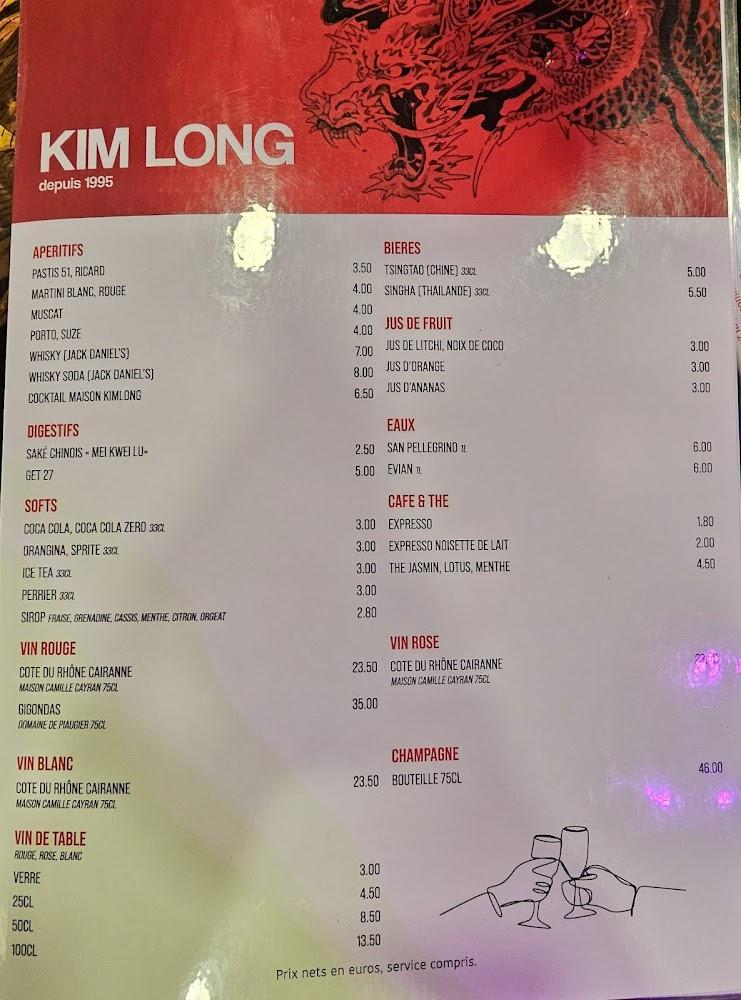 KIM LONG
depuis 1995
APERITIFS
PASTIS 51, RICARD 3.50
MARTINI BLANC, ROUGE 4.00
MUSCAT 4.00
PORTO, SUZE 4.00
WHISKY (JACK DANIEL'S) 7.00
WHISKY SODA (JACK DANIEL'S) 8.00
COCKTAIL MAISON KIMLONG 6.50
DIGESTIFS
SAKÉ CHINOIS « MEI KWEI LU» 2.50
GET 27 5.00
SOFTS
COCA COLA, COCA COLA ZERO 33CL 3.00
ORANGINA, SPRITE 33CL 3.00
ICE TEA 33CL 3.00
PERRIER 33CL 3.00
SIROP FRAISE, GRENADINE, CASSIS, MENTHE, CITRON, ORGEAT 2.80
VIN ROUGE
COTE DU RHÔNE CAIRANNE 23.50
MAISON CAMILLE CAYRAN 75CL
GIGONDAS 35.00
DOMAINE DE PIAUGIER 75CL
VIN BLANC
COTE DU RHÔNE CAIRANNE 23.50
MAISON CAMILLE CAYRAN 75CL
VIN DE TABLE
ROUGE, ROSE, BLANC
VERRE 3.00
25CL 4.50
50CL 8.50
100CL 13.50
BIERES
TSINGTAO (CHINE) 33CL 5.00
SINGHA (THAILANDE) 33CL 5.50
JUS DE FRUIT
JUS DE LITCHI, NOIX DE COCO 3.00
JUS D'ORANGE 3.00
JUS D'ANANAS 3.00
EAUX
SAN PELLEGRINO 1L 6.00
EVIAN 1L 6.00
CAFE & THE
EXPRESSO 1.80
EXPRESSO NOISETTE DE LAIT 2.00
THE JASMIN, LOTUS, MENTHE 4.50
VIN ROSE
COTE DU RHÔNE CAIRANNE
MAISON CAMILLE CAYRAN 75CL
CHAMPAGNE
BOUTEILLE 75CL 46.00
Prix nets en euros, service compris.